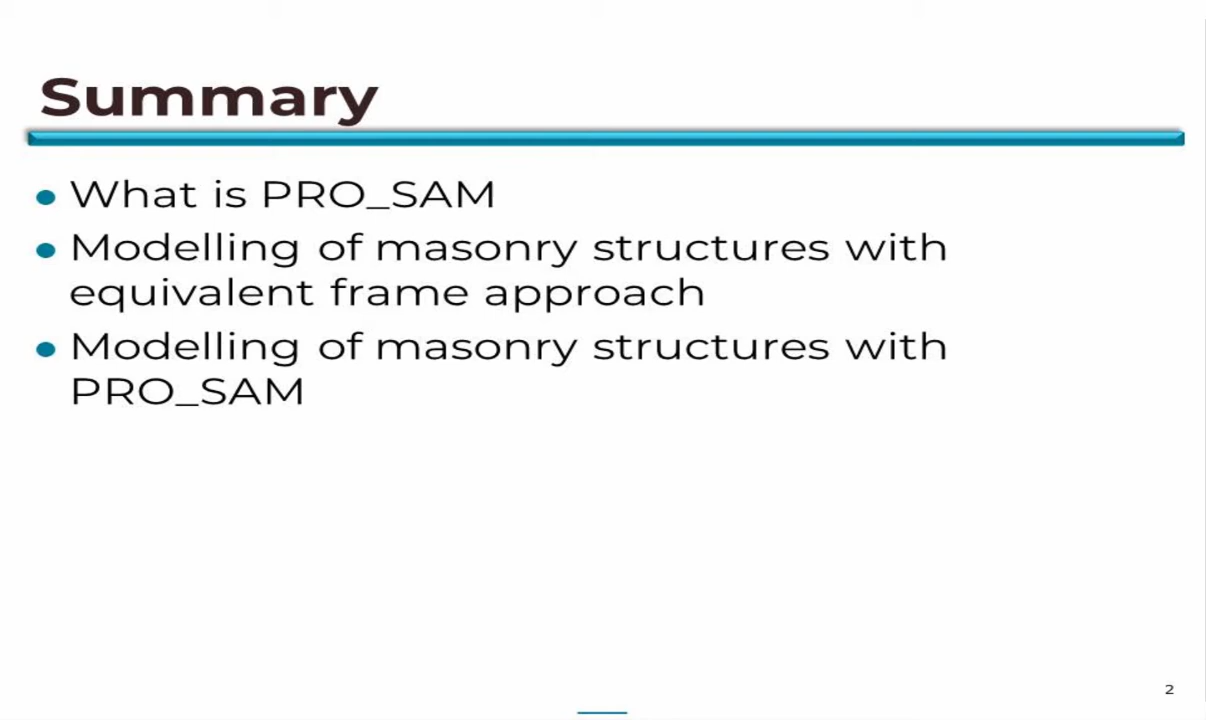 Summary
What is PRO_SAM
Modelling of masonry structures with
equivalent frame approach
Modelling of masonry structures with
PRO_SAM
2